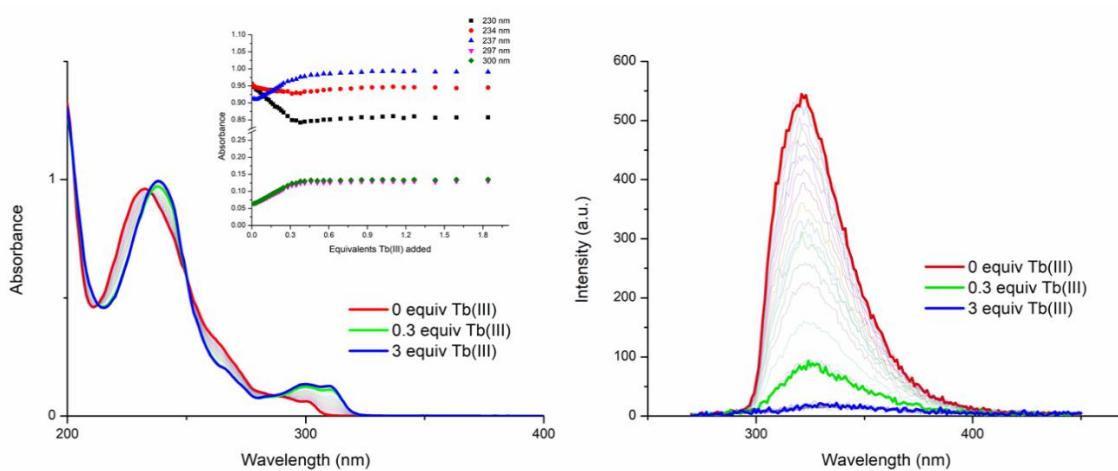 230 nm
234 nm
237 nm
297 nm
300 nm
1.10
1.05
1.00
0.95
0.90
0.85
0.25
0.20
0.15
0.10
0.05
0.00
Absorbance
0.0 0.3 0.6 0.9 1.2 1.5 1.8
Equivalents Tb(III) added
1
0
Absorbance
0 equiv Tb(III)
0.3 equiv Tb(III)
3 equiv Tb(III)
200 300 400
Wavelength (nm)
600
500
400
300
200
100
0
Intensity (a.u.)
0 equiv Tb(III)
0.3 equiv Tb(III)
3 equiv Tb(III)
300 400
Wavelength (nm)